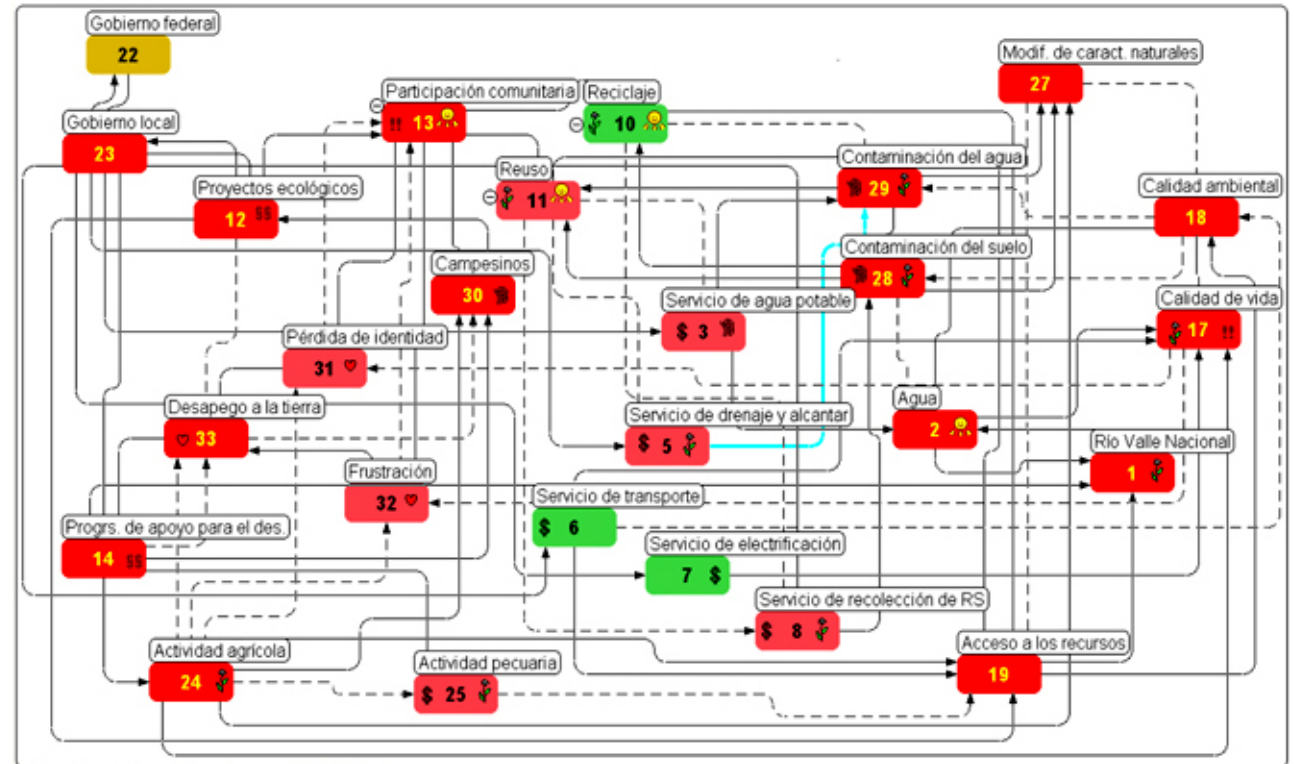 Gobierno federal
22
Gobierno local
23
Participación comunitaria
!! 13
Reciclaje
10
Modif. de caract. naturales
27
Proyectos ecológicos
12 §§
Reuso
11
Contaminación del agua
29
Calidad ambiental
18
Campesinos
30
Contaminación del suelo
28
Servicio de agua potable
$ 3
Calidad de vida
17 !!
Pérdida de identidad
31
Desapego a la tierra
33
Servicio de drenaje y alcantar
$ 5
Agua
2
Río Valle Nacional
1
Frustración
32
Servicio de transporte
$ 6
Progrs. de apoyo para el des.
14 §§
Servicio de electrificación
7 $
Servicio de recolección de RS
$ 8
Actividad agrícola
24
Actividad pecuaria
$ 25
Acceso a los recursos
19